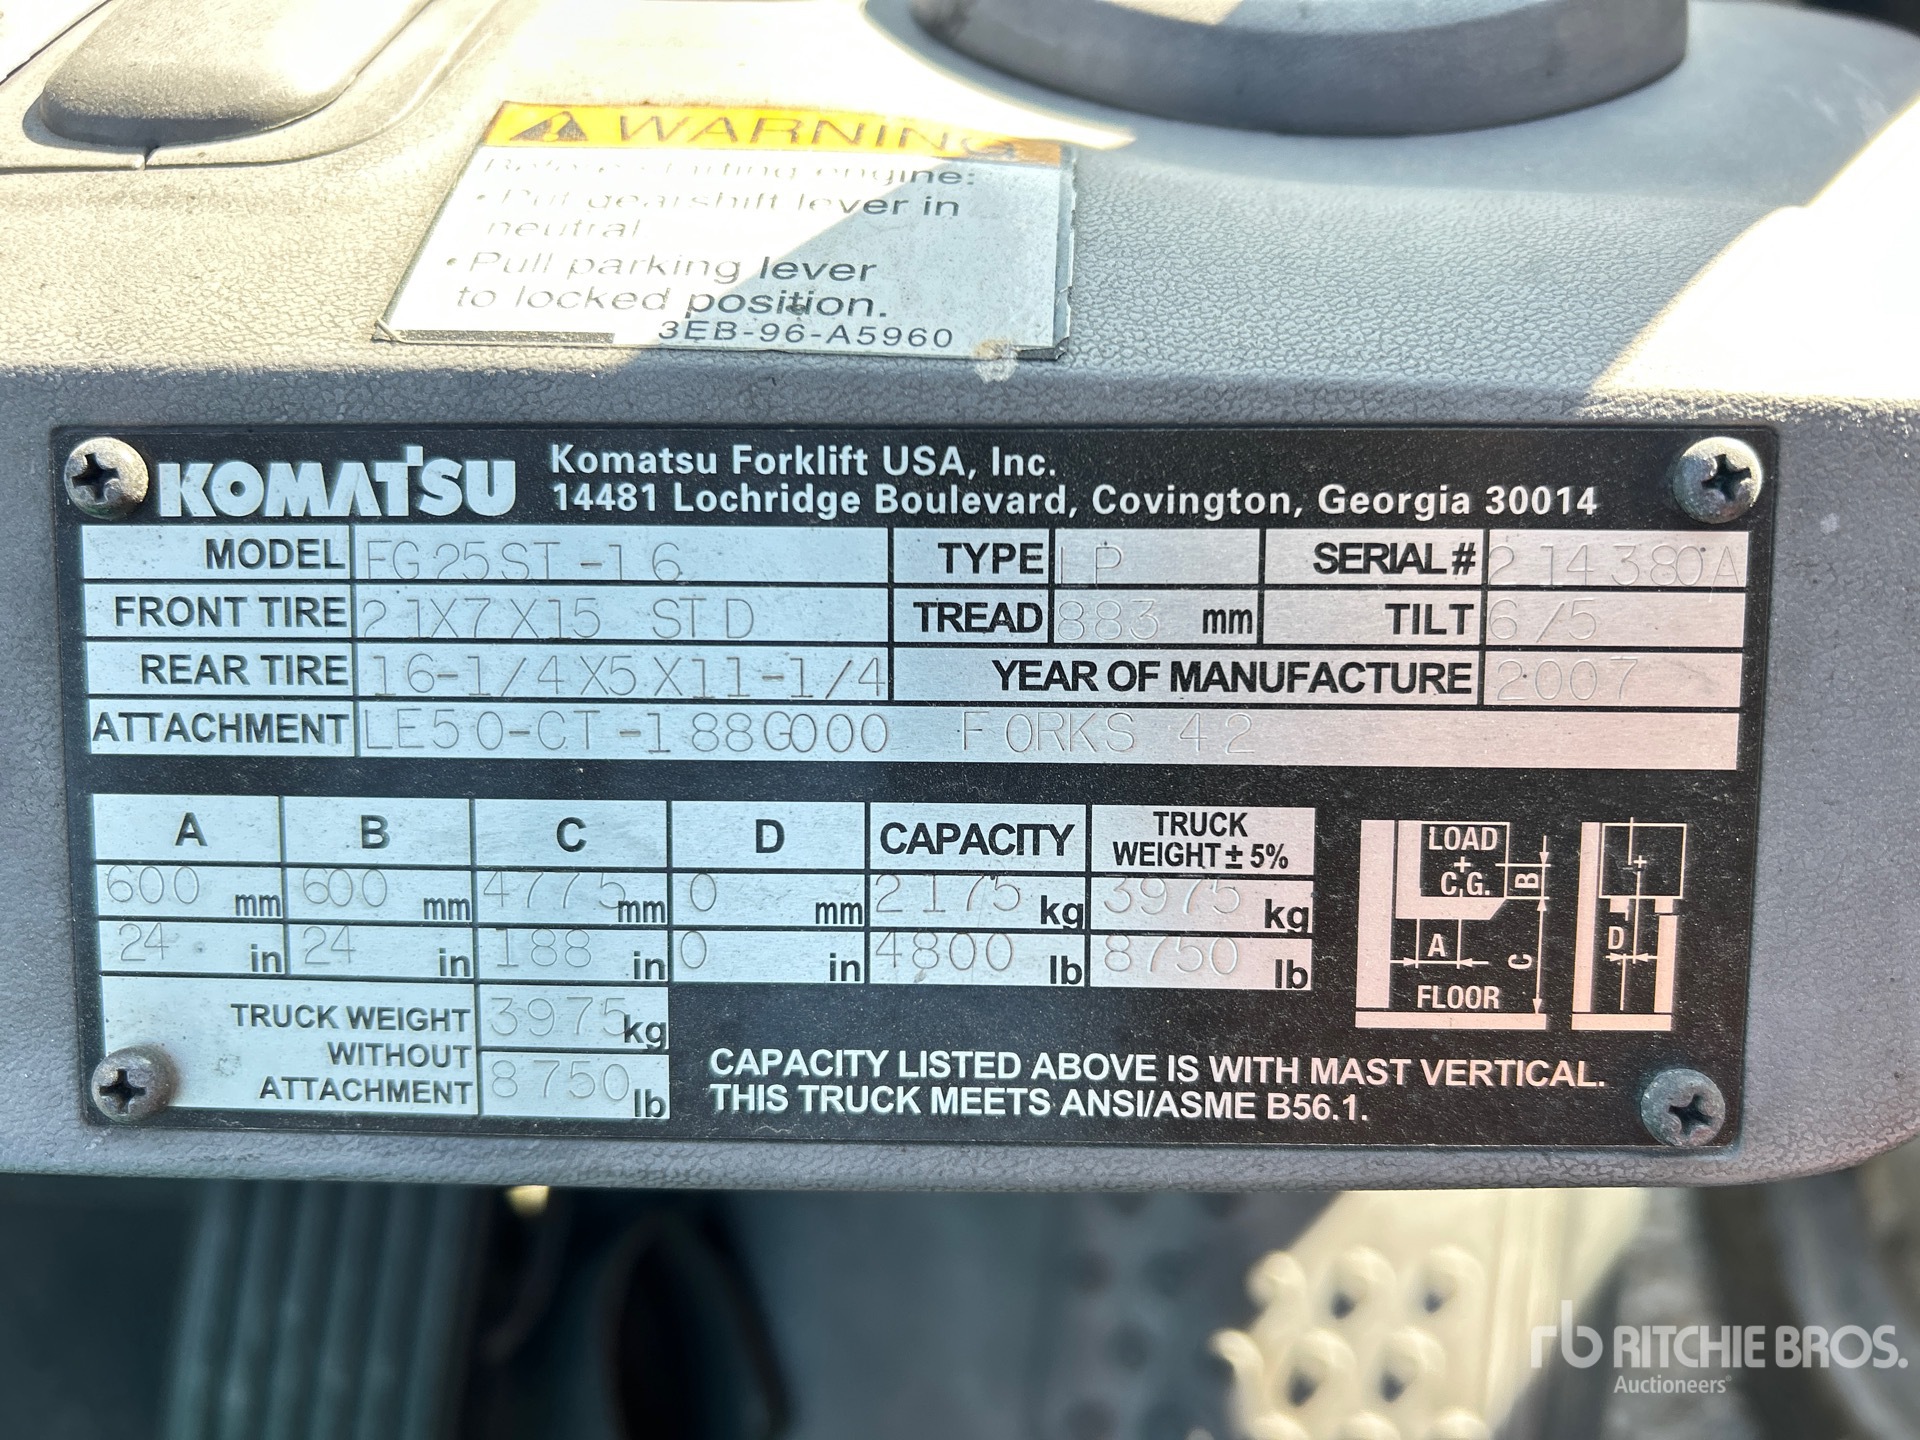 WARNING
Before starting engine:
• Put gearshift lever in
neutral
• Pull parking lever
to locked position.
3EB-96-A5960
KOMATSU Komatsu Forklift USA, Inc.
14481 Lochridge Boulevard, Covington, Georgia 30014
MODEL FG25ST-16 TYPE LP SERIAL # 214380A
FRONT TIRE 21X7X15 STD TREAD 883 mm TILT 6/5
REAR TIRE 16-1/4X5X11-1/4 YEAR OF MANUFACTURE 2007
ATTACHMENT LE50-CT-188G000 FORKS 42
A B C D CAPACITY TRUCK WEIGHT ± 5%
600 mm 600 mm 4775 mm 0 mm 2175 kg 3975 kg
24 in 24 in 188 in 0 in 4800 lb 8750 lb
TRUCK WEIGHT WITHOUT ATTACHMENT 3975 kg
8750 lb
LOAD
C.G.
B
A
C
FLOOR
D
CAPACITY LISTED ABOVE IS WITH MAST VERTICAL.
THIS TRUCK MEETS ANSI/ASME B56.1.
rb RITCHIE BROS.
Auctioneers